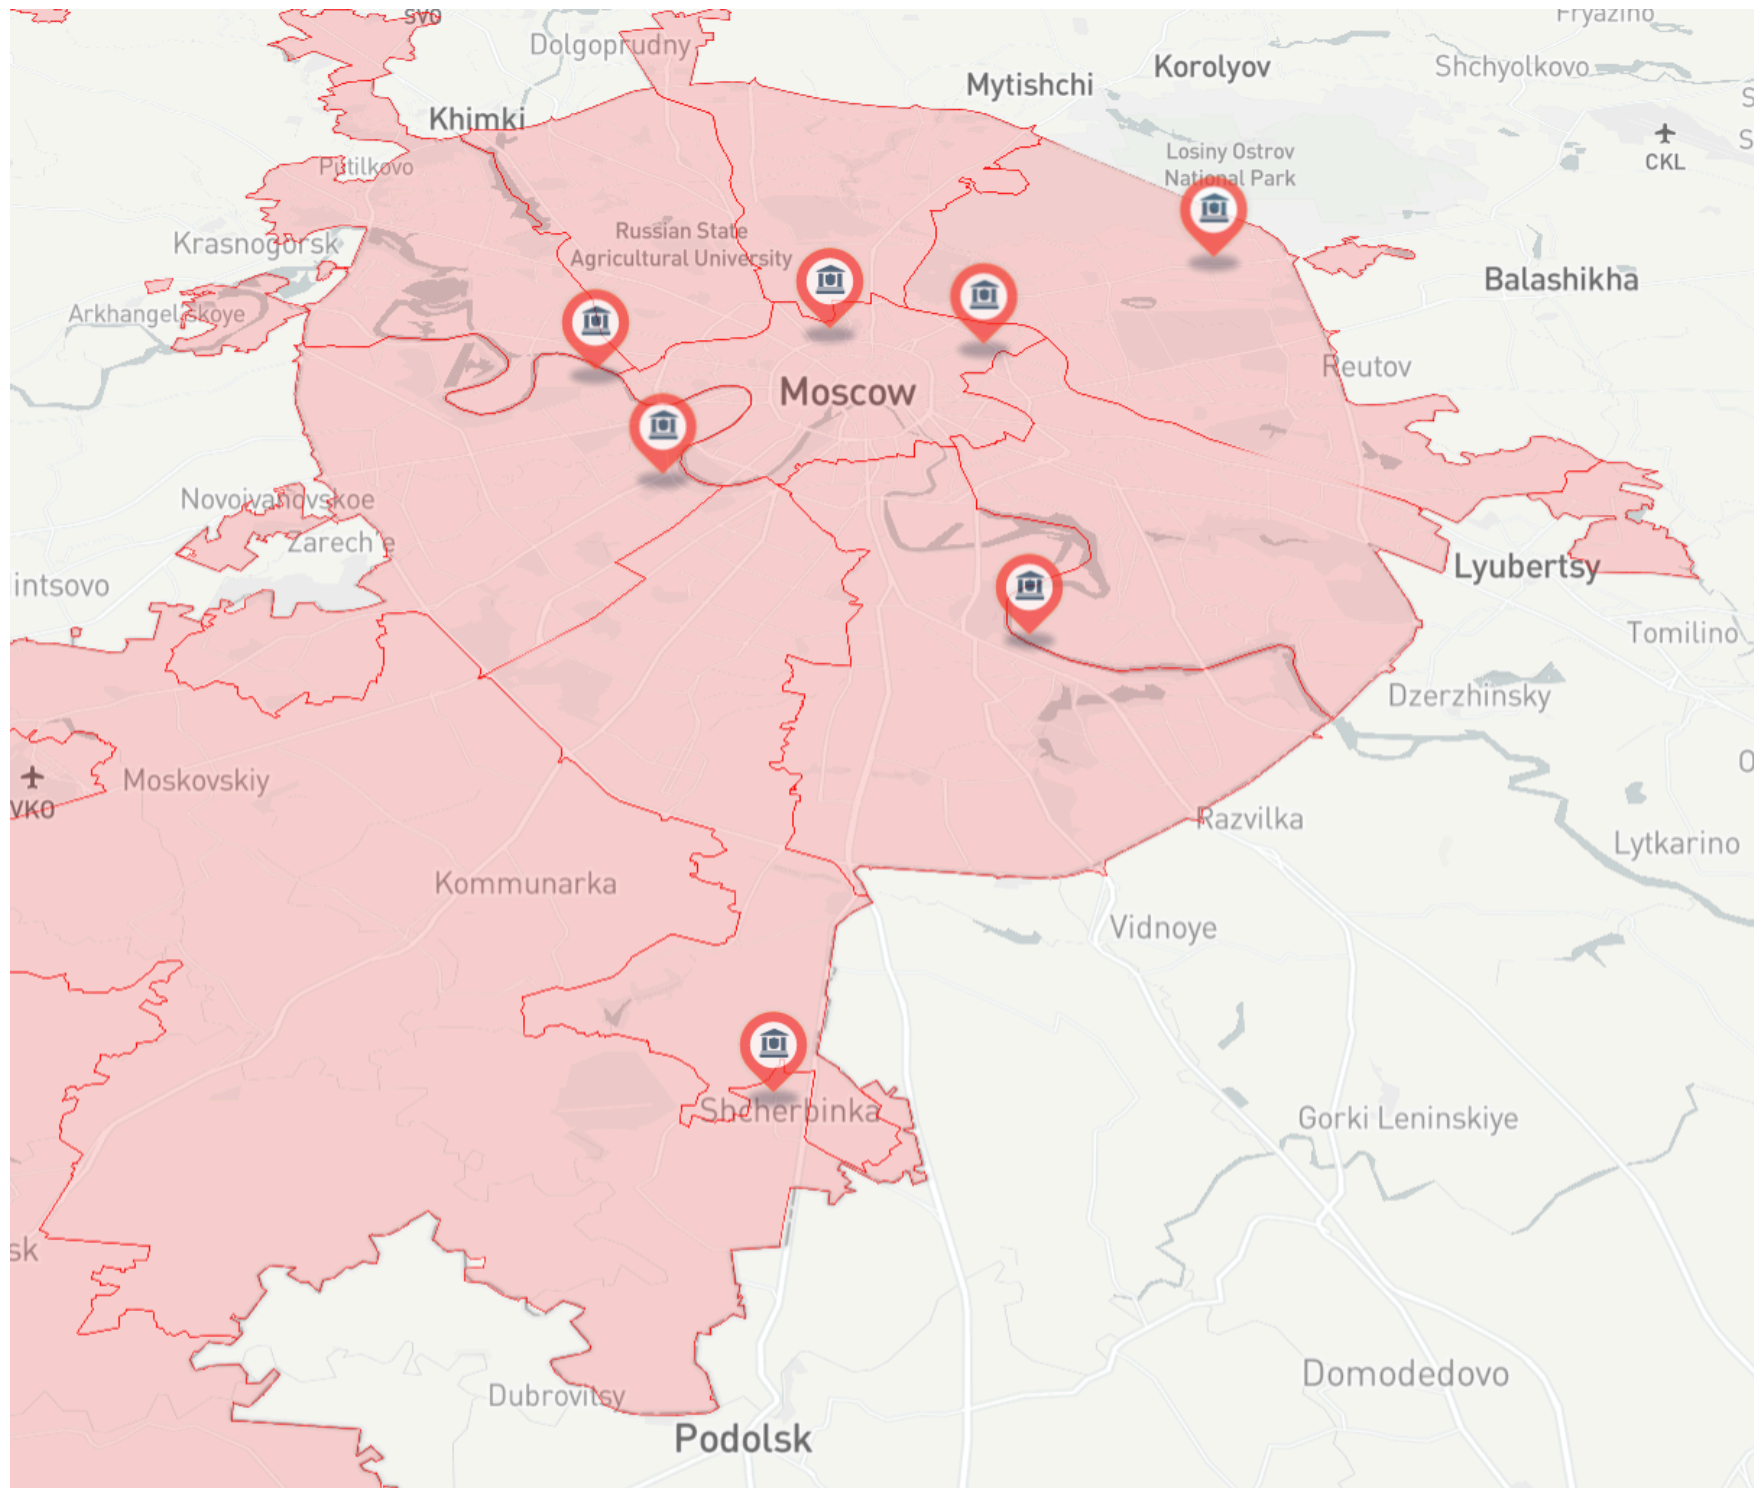 SVO
Fryazino
Dolgoprudny
Korolyov
Shchyolkovo
Mytishchi
Khimki
Losiny Ostrov
National Park
CKL
Putilkovo
Russian State
Agricultural University
Krasnogorsk
Balashikha
Arkhangel'skoye
Reutov
Moscow
Novoivanovskoe
Zarech'e
intsovo
Lyubertsy
Tomilino
Dzerzhinsky
Moskovskiy
VKO
Razvilka
Lytkarino
Kommunarka
Vidnoye
Shcherbinka
Gorki Leninskiye
sk
Domodedovo
Dubrovitsy
Podolsk